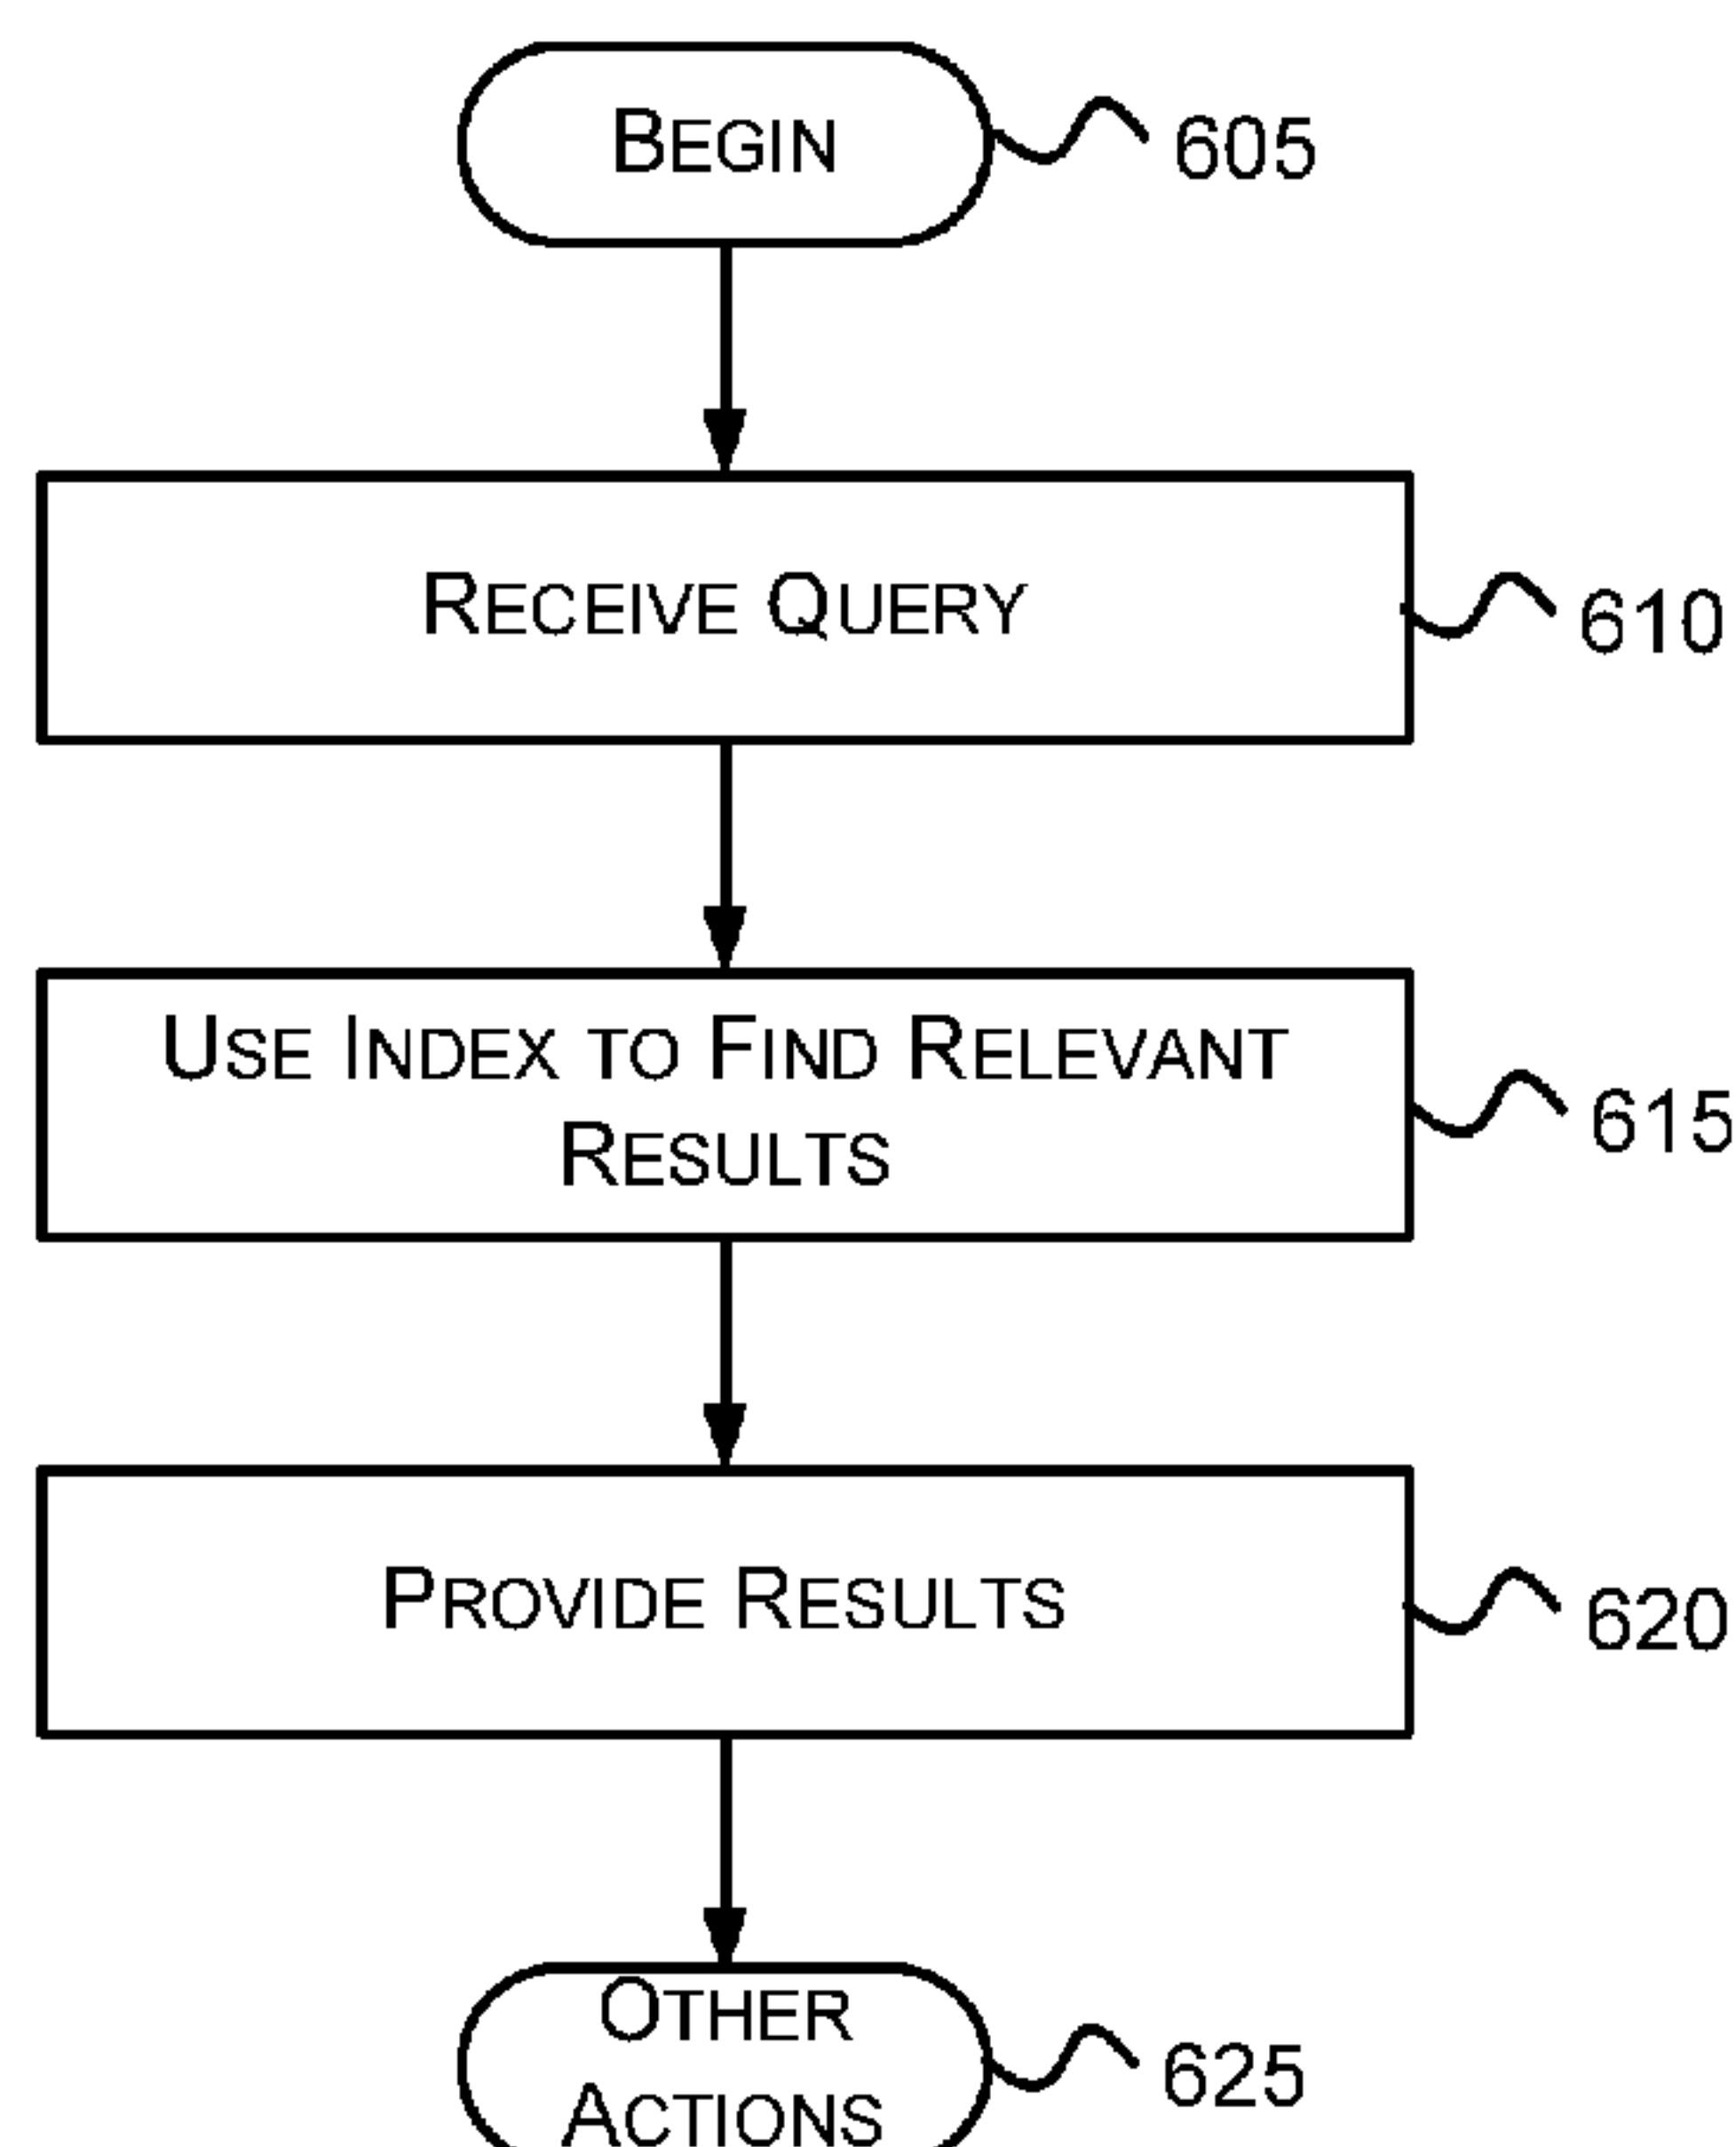 BEGIN
605
RECEIVE QUERY
610
USE INDEX TO FIND RELEVANT
RESULTS
615
PROVIDE RESULTS
620
OTHER
ACTIONS
625